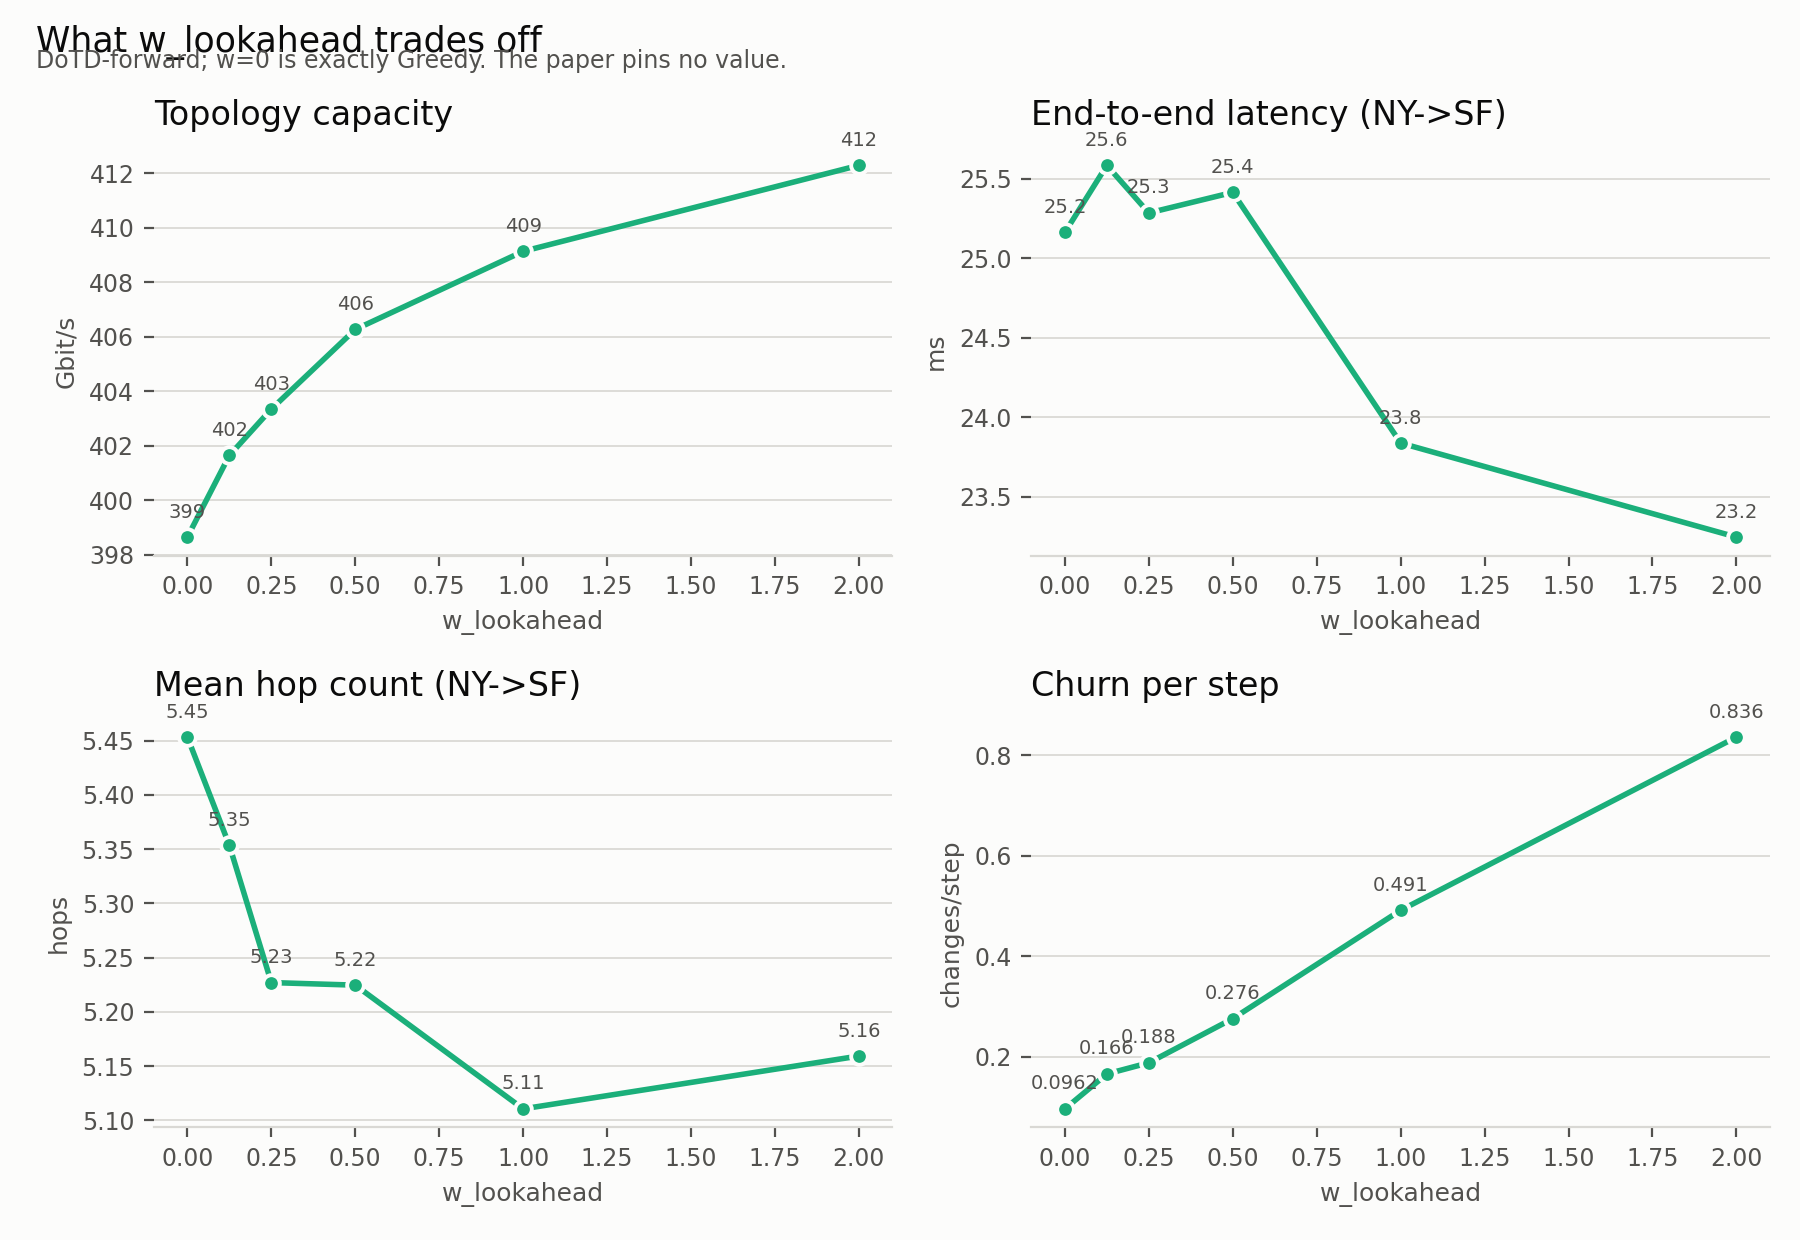 What w_lookahead trades off
DoTD-forward; w=0 is exactly Greedy. The paper pins no value.
Topology capacity
412
410
408
406
404
402
400
398
Gbit/s
399
402
403
406
409
412
0.00 0.25 0.50 0.75 1.00 1.25 1.50 1.75 2.00
w_lookahead
End-to-end latency (NY->SF)
25.5
25.0
24.5
24.0
23.5
ms
25.2
25.6
25.3
25.4
23.8
23.2
0.00 0.25 0.50 0.75 1.00 1.25 1.50 1.75 2.00
w_lookahead
Mean hop count (NY->SF)
5.45
5.40
5.35
5.30
5.25
5.20
5.15
5.10
hops
5.45
5.35
5.23
5.22
5.11
5.16
0.00 0.25 0.50 0.75 1.00 1.25 1.50 1.75 2.00
w_lookahead
Churn per step
0.8
0.6
0.4
0.2
changes/step
0.0962
0.166
0.188
0.276
0.491
0.836
0.00 0.25 0.50 0.75 1.00 1.25 1.50 1.75 2.00
w_lookahead